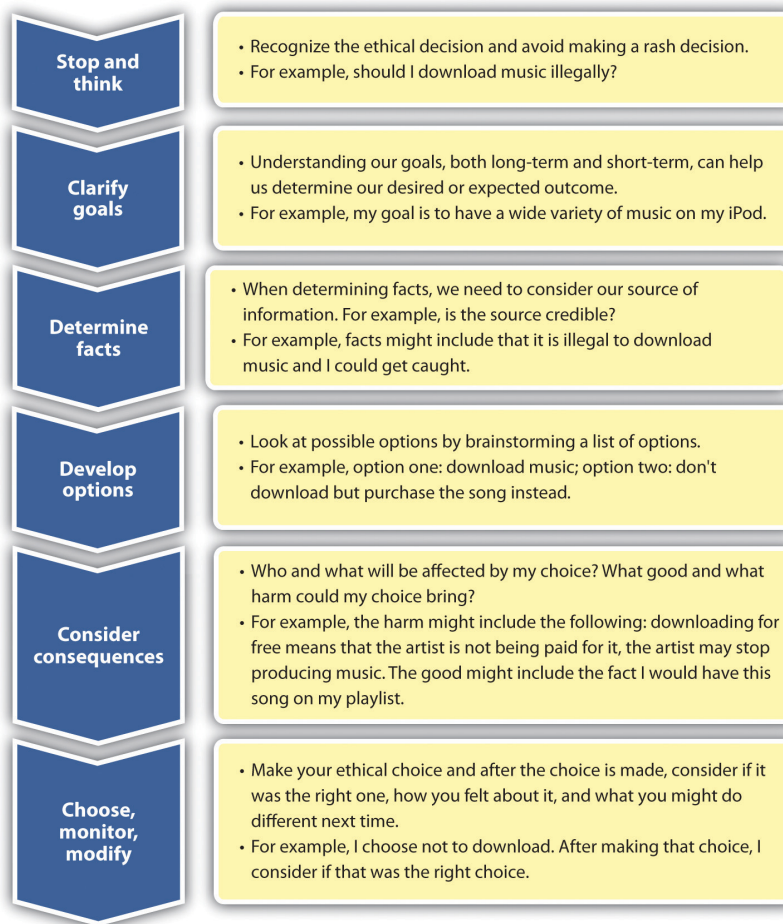 Stop and
think
• Recognize the ethical decision and avoid making a rash decision.
• For example, should I download music illegally?
Clarify
goals
• Understanding our goals, both long-term and short-term, can help
us determine our desired or expected outcome.
• For example, my goal is to have a wide variety of music on my iPod.
Determine
facts
• When determining facts, we need to consider our source of
information. For example, is the source credible?
• For example, facts might include that it is illegal to download
music and I could get caught.
Develop
options
• Look at possible options by brainstorming a list of options.
• For example, option one: download music; option two: don't
download but purchase the song instead.
Consider
consequences
• Who and what will be affected by my choice? What good and what
harm could my choice bring?
• For example, the harm might include the following: downloading for
free means that the artist is not being paid for it, the artist may stop
producing music. The good might include the fact I would have this
song on my playlist.
Choose,
monitor,
modify
• Make your ethical choice and after the choice is made, consider if it
was the right one, how you felt about it, and what you might do
different next time.
• For example, I choose not to download. After making that choice, I
consider if that was the right choice.